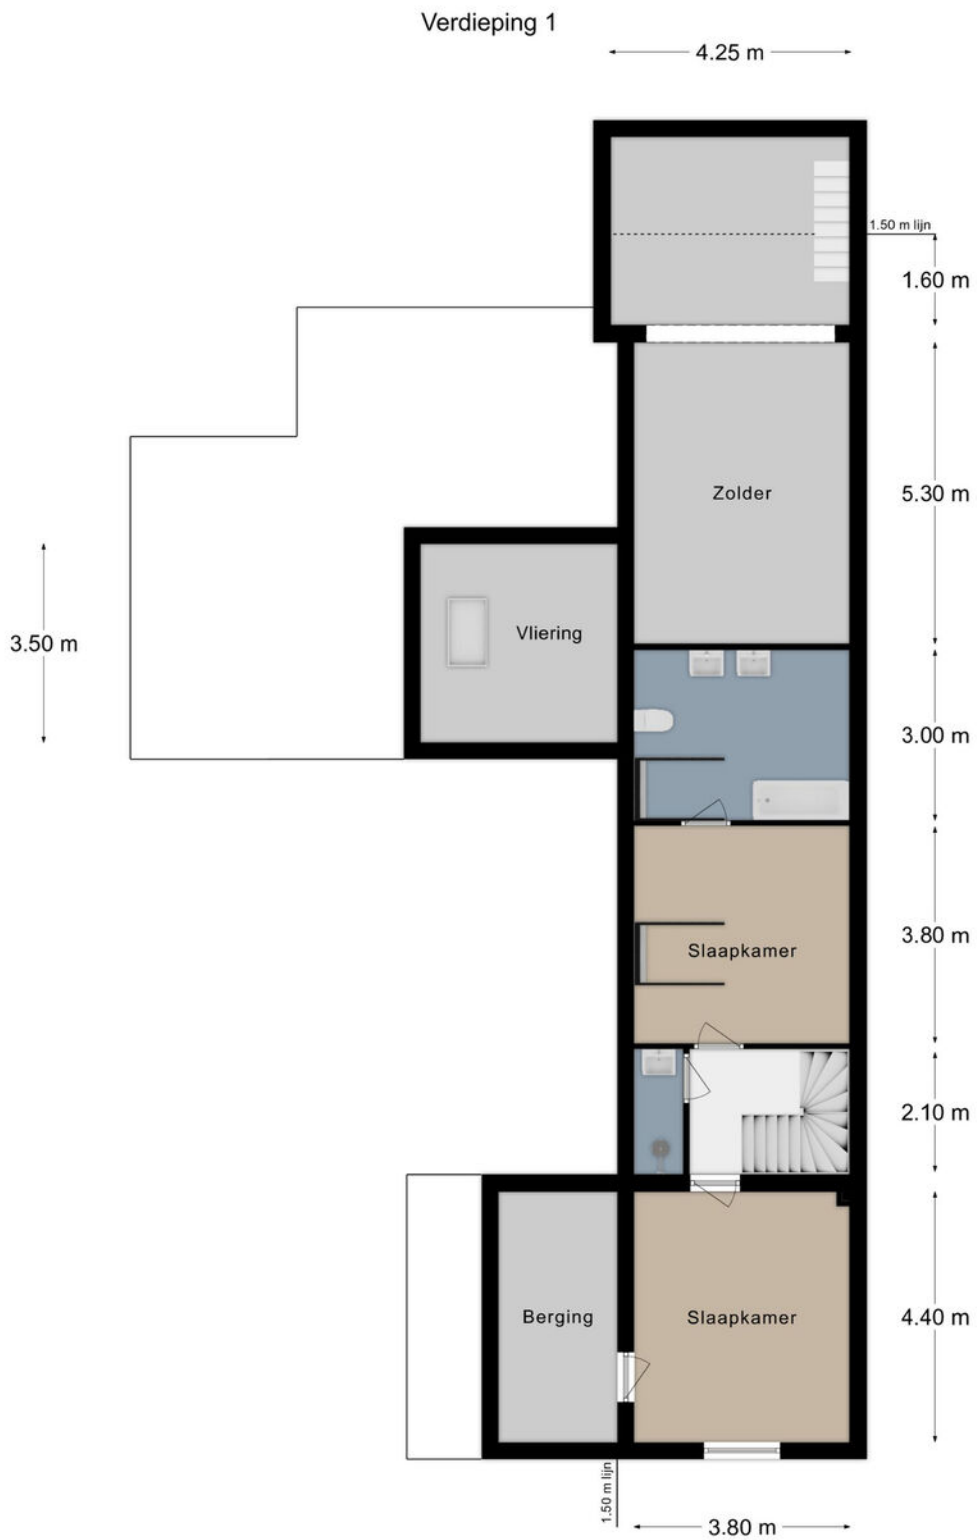 Verdieping 1
4.25 m
1.50 m lijn
1.60 m
Zolder
5.30 m
Vliering
3.50 m
3.00 m
Slaapkamer
3.80 m
2.10 m
Berging
Slaapkamer
4.40 m
1.50 m lijn
3.80 m